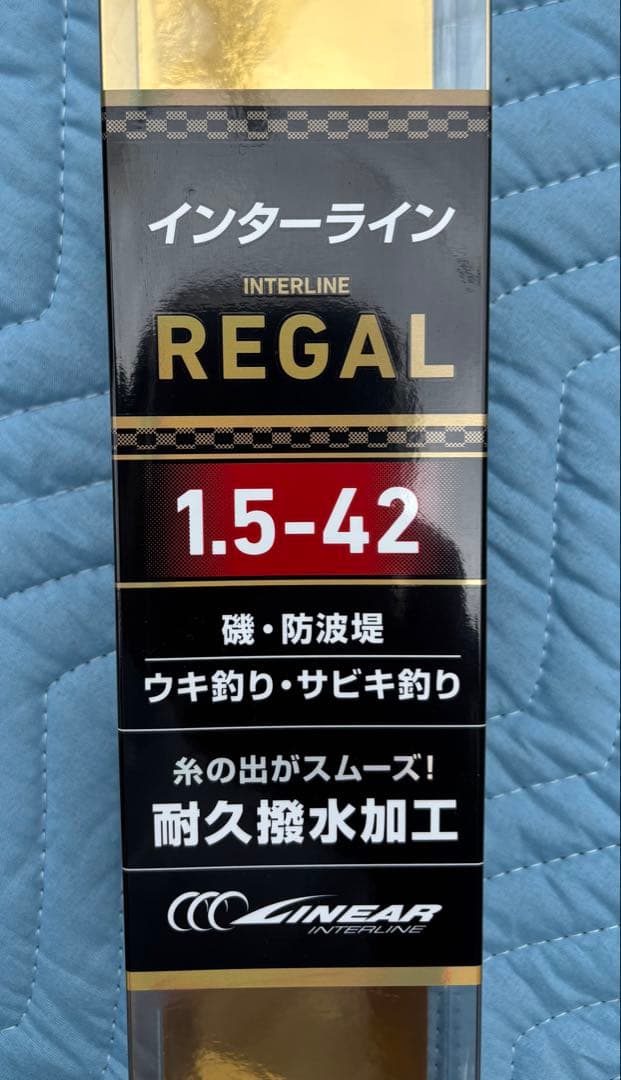 インターライン
INTERLINE
REGAL
1.5-42
磯・防波堤
ウキ釣り・サビキ釣り
糸の出がスムーズ!
耐久撥水加工
LINEAR
INTERLINE